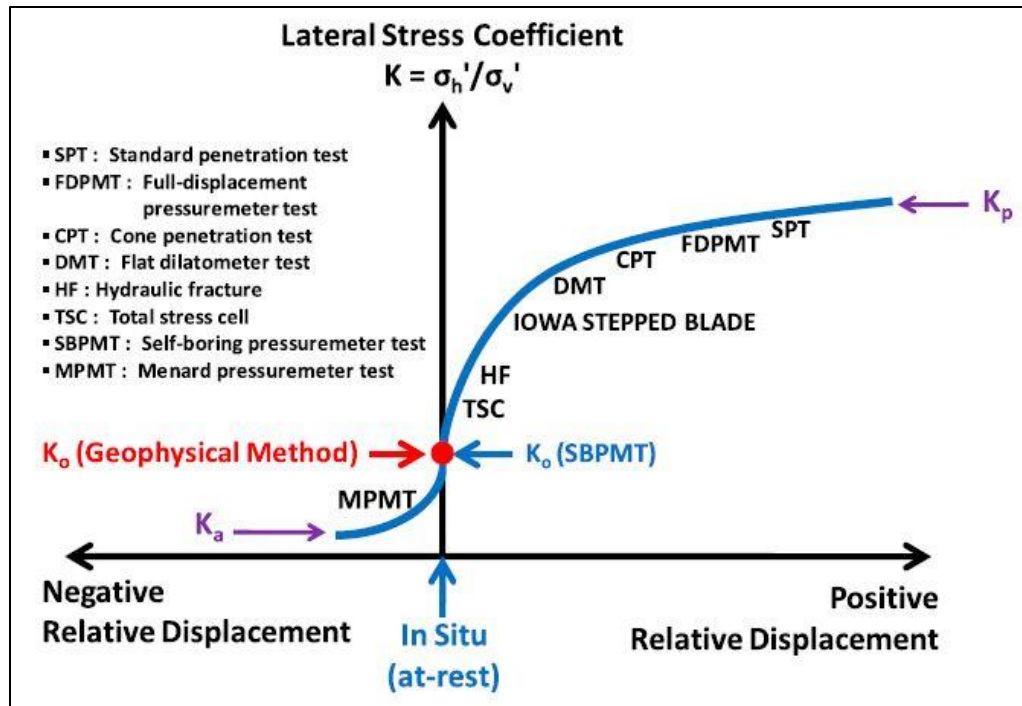 Lateral Stress Coefficient
K = σh'/σv'
▪ SPT : Standard penetration test
▪ FDPMT : Full-displacement
pressuremeter test
▪ CPT : Cone penetration test
▪ DMT : Flat dilatometer test
▪ HF : Hydraulic fracture
▪ TSC : Total stress cell
▪ SBPMT : Self-boring pressuremeter test
▪ MPMT : Menard pressuremeter test
Kp
SPT
FDPMT
CPT
DMT
IOWA STEPPED BLADE
HF
TSC
Ko (Geophysical Method)
Ko (SBPMT)
MPMT
Ka
Negative
Relative Displacement
In Situ
(at-rest)
Positive
Relative Displacement